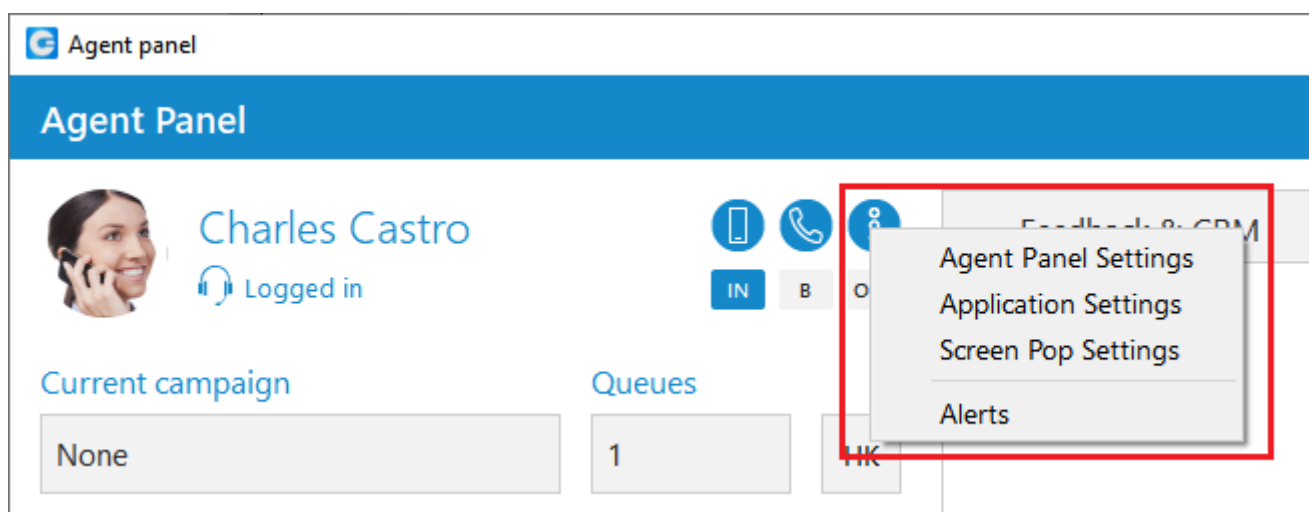 Agent panel
Agent Panel
Charles Castro
Logged in
IN B
Agent Panel Settings
Application Settings
Screen Pop Settings
Alerts
Current campaign
Queues
None
1
HK